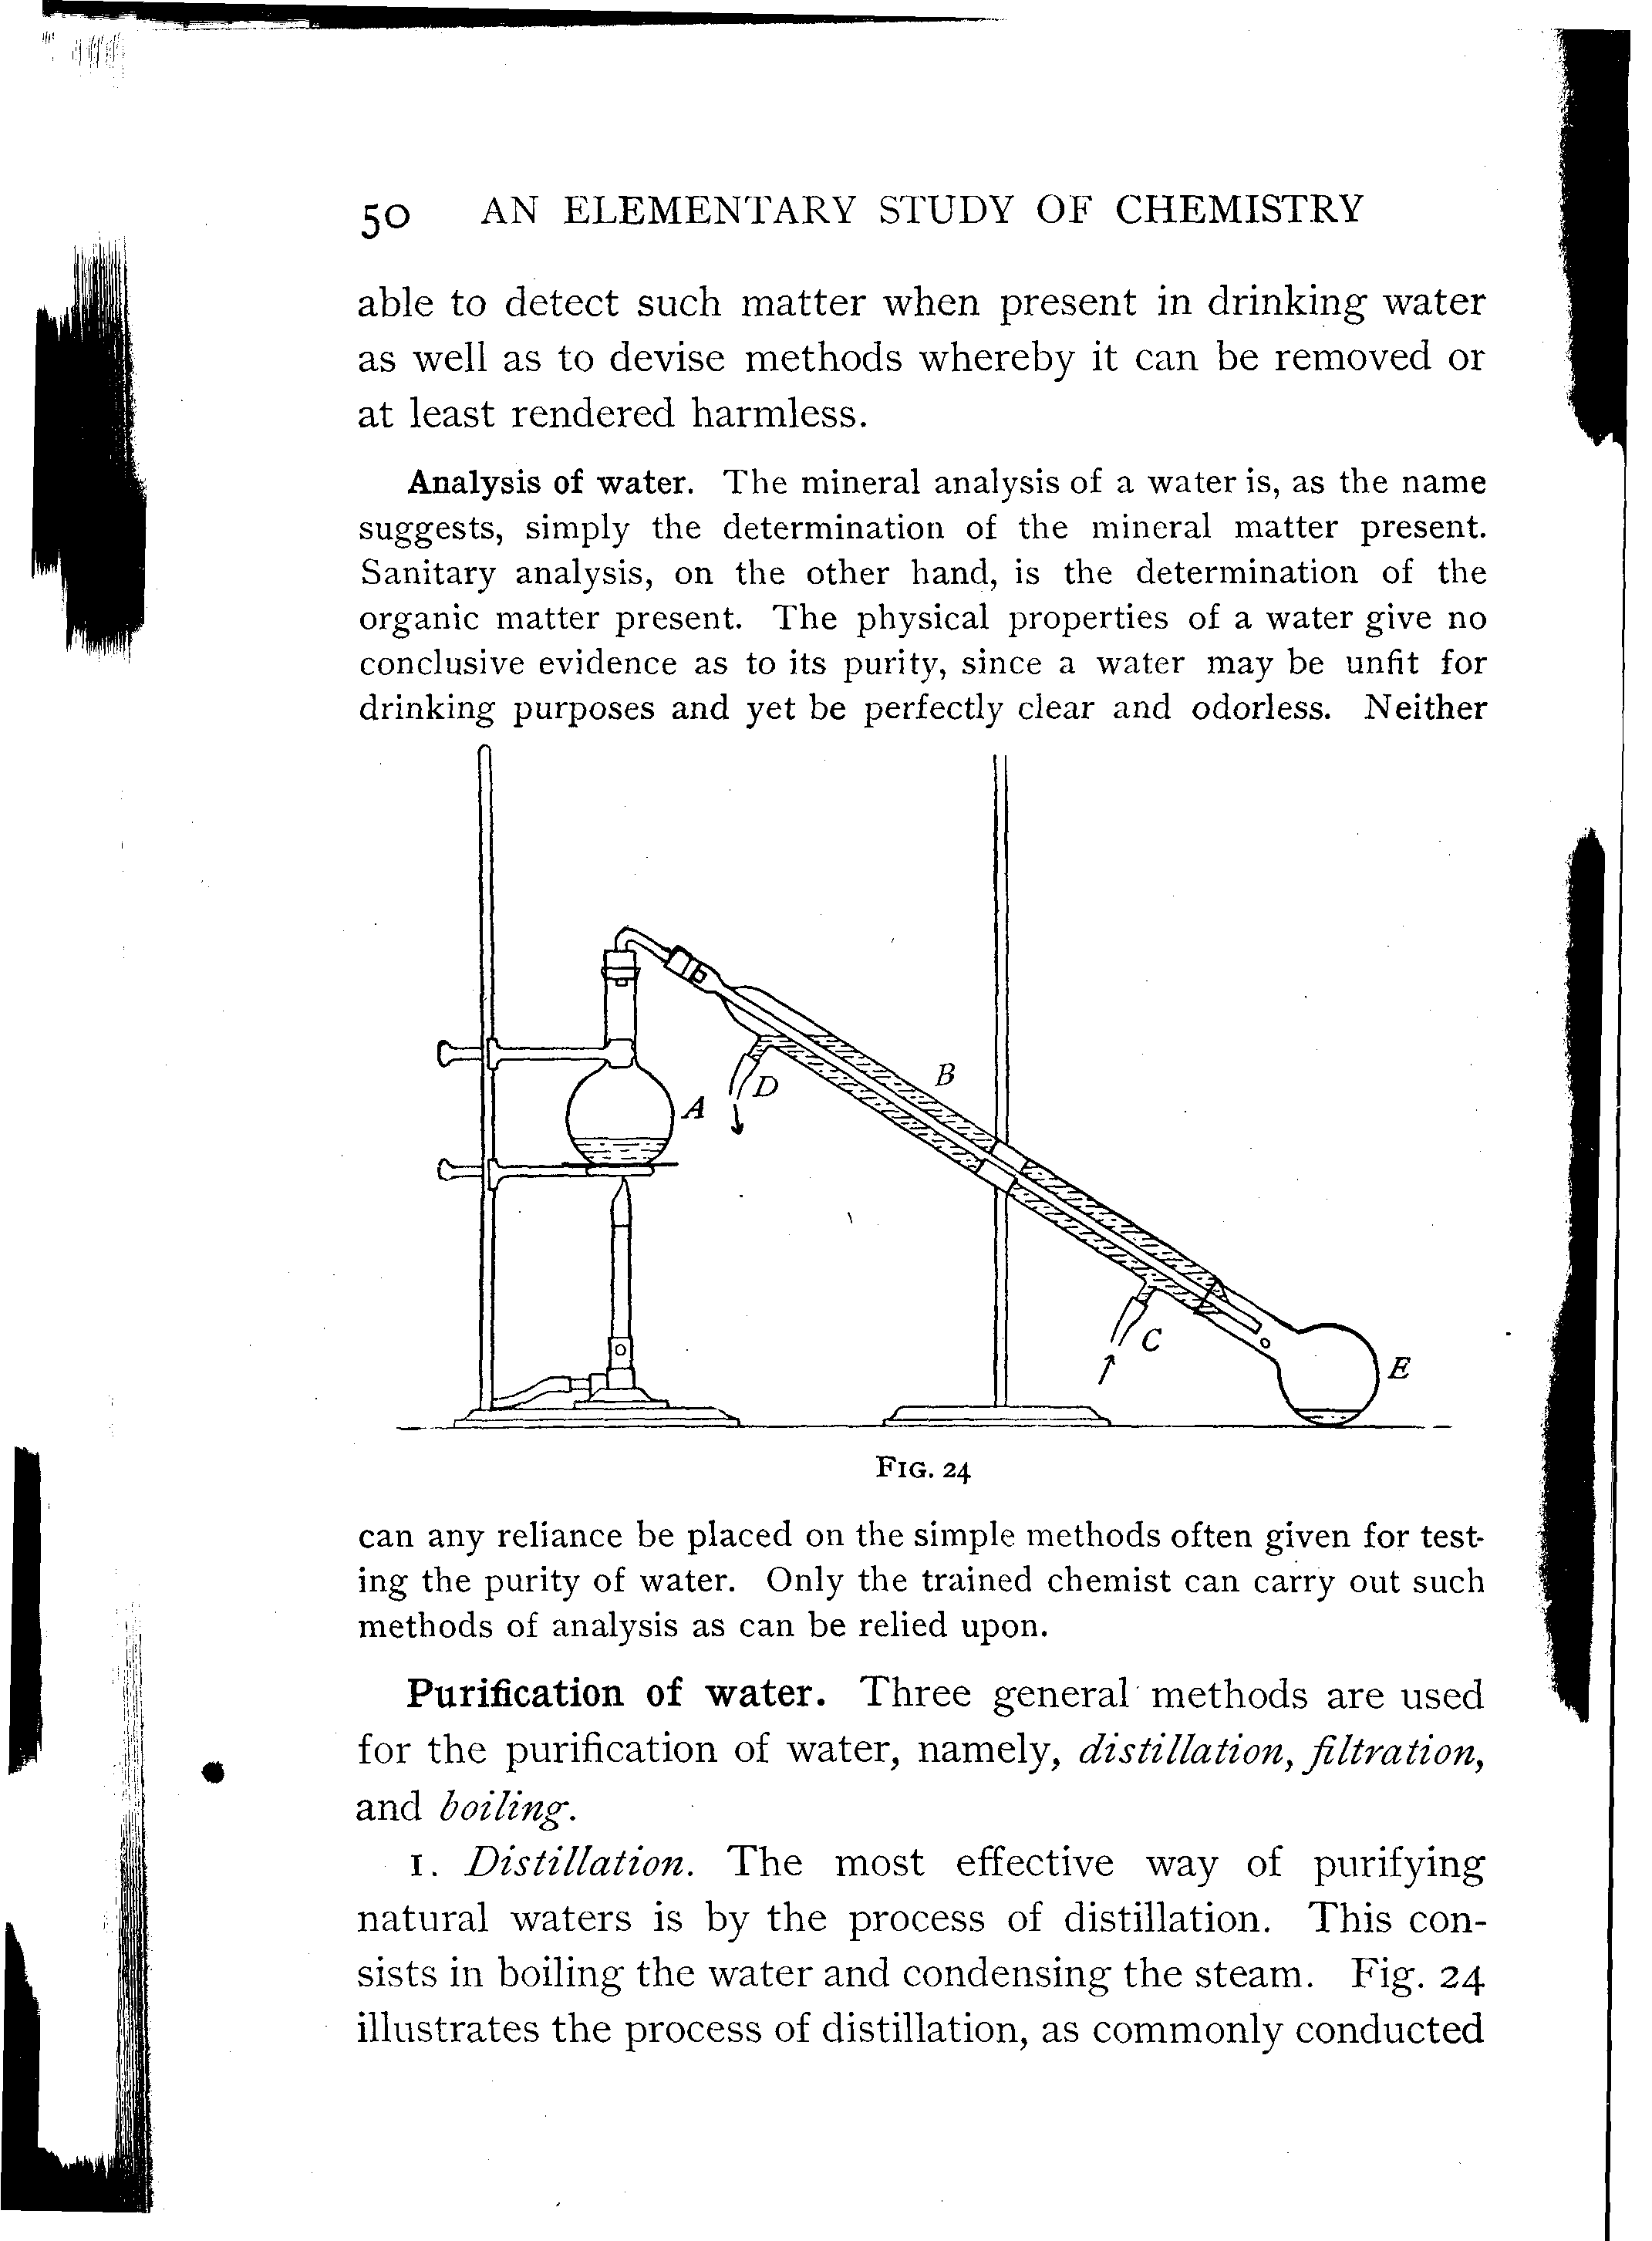 50 AN ELEMENTARY STUDY OF CHEMISTRY
able to detect such matter when present in drinking water
as well as to devise methods whereby it can be removed or
at least rendered harmless.
Analysis of water. The mineral analysis of a water is, as the name
suggests, simply the determination of the mineral matter present.
Sanitary analysis, on the other hand, is the determination of the
organic matter present. The physical properties of a water give no
conclusive evidence as to its purity, since a water may be unfit for
drinking purposes and yet be perfectly clear and odorless. Neither
B
D
A
C
E
FIG. 24
can any reliance be placed on the simple methods often given for test-
ing the purity of water. Only the trained chemist can carry out such
methods of analysis as can be relied upon.
Purification of water. Three general methods are used
for the purification of water, namely, distillation, filtration,
and boiling.
1. Distillation. The most effective way of purifying
natural waters is by the process of distillation. This con-
sists in boiling the water and condensing the steam. Fig. 24
illustrates the process of distillation, as commonly conducted